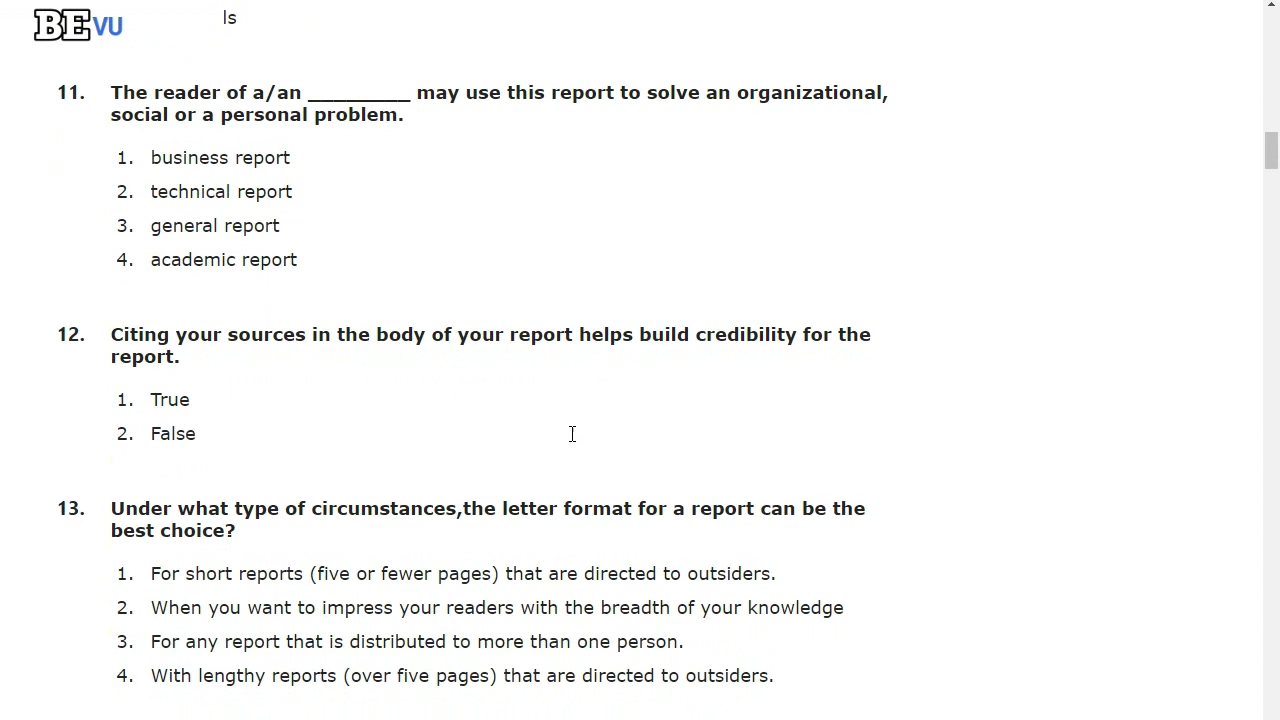 BEVU
ls
11. The reader of a/an __________ may use this report to solve an organizational,
social or a personal problem.
1. business report
2. technical report
3. general report
4. academic report
12. Citing your sources in the body of your report helps build credibility for the
report.
1. True
2. False
13. Under what type of circumstances,the letter format for a report can be the
best choice?
1. For short reports (five or fewer pages) that are directed to outsiders.
2. When you want to impress your readers with the breadth of your knowledge
3. For any report that is distributed to more than one person.
4. With lengthy reports (over five pages) that are directed to outsiders.